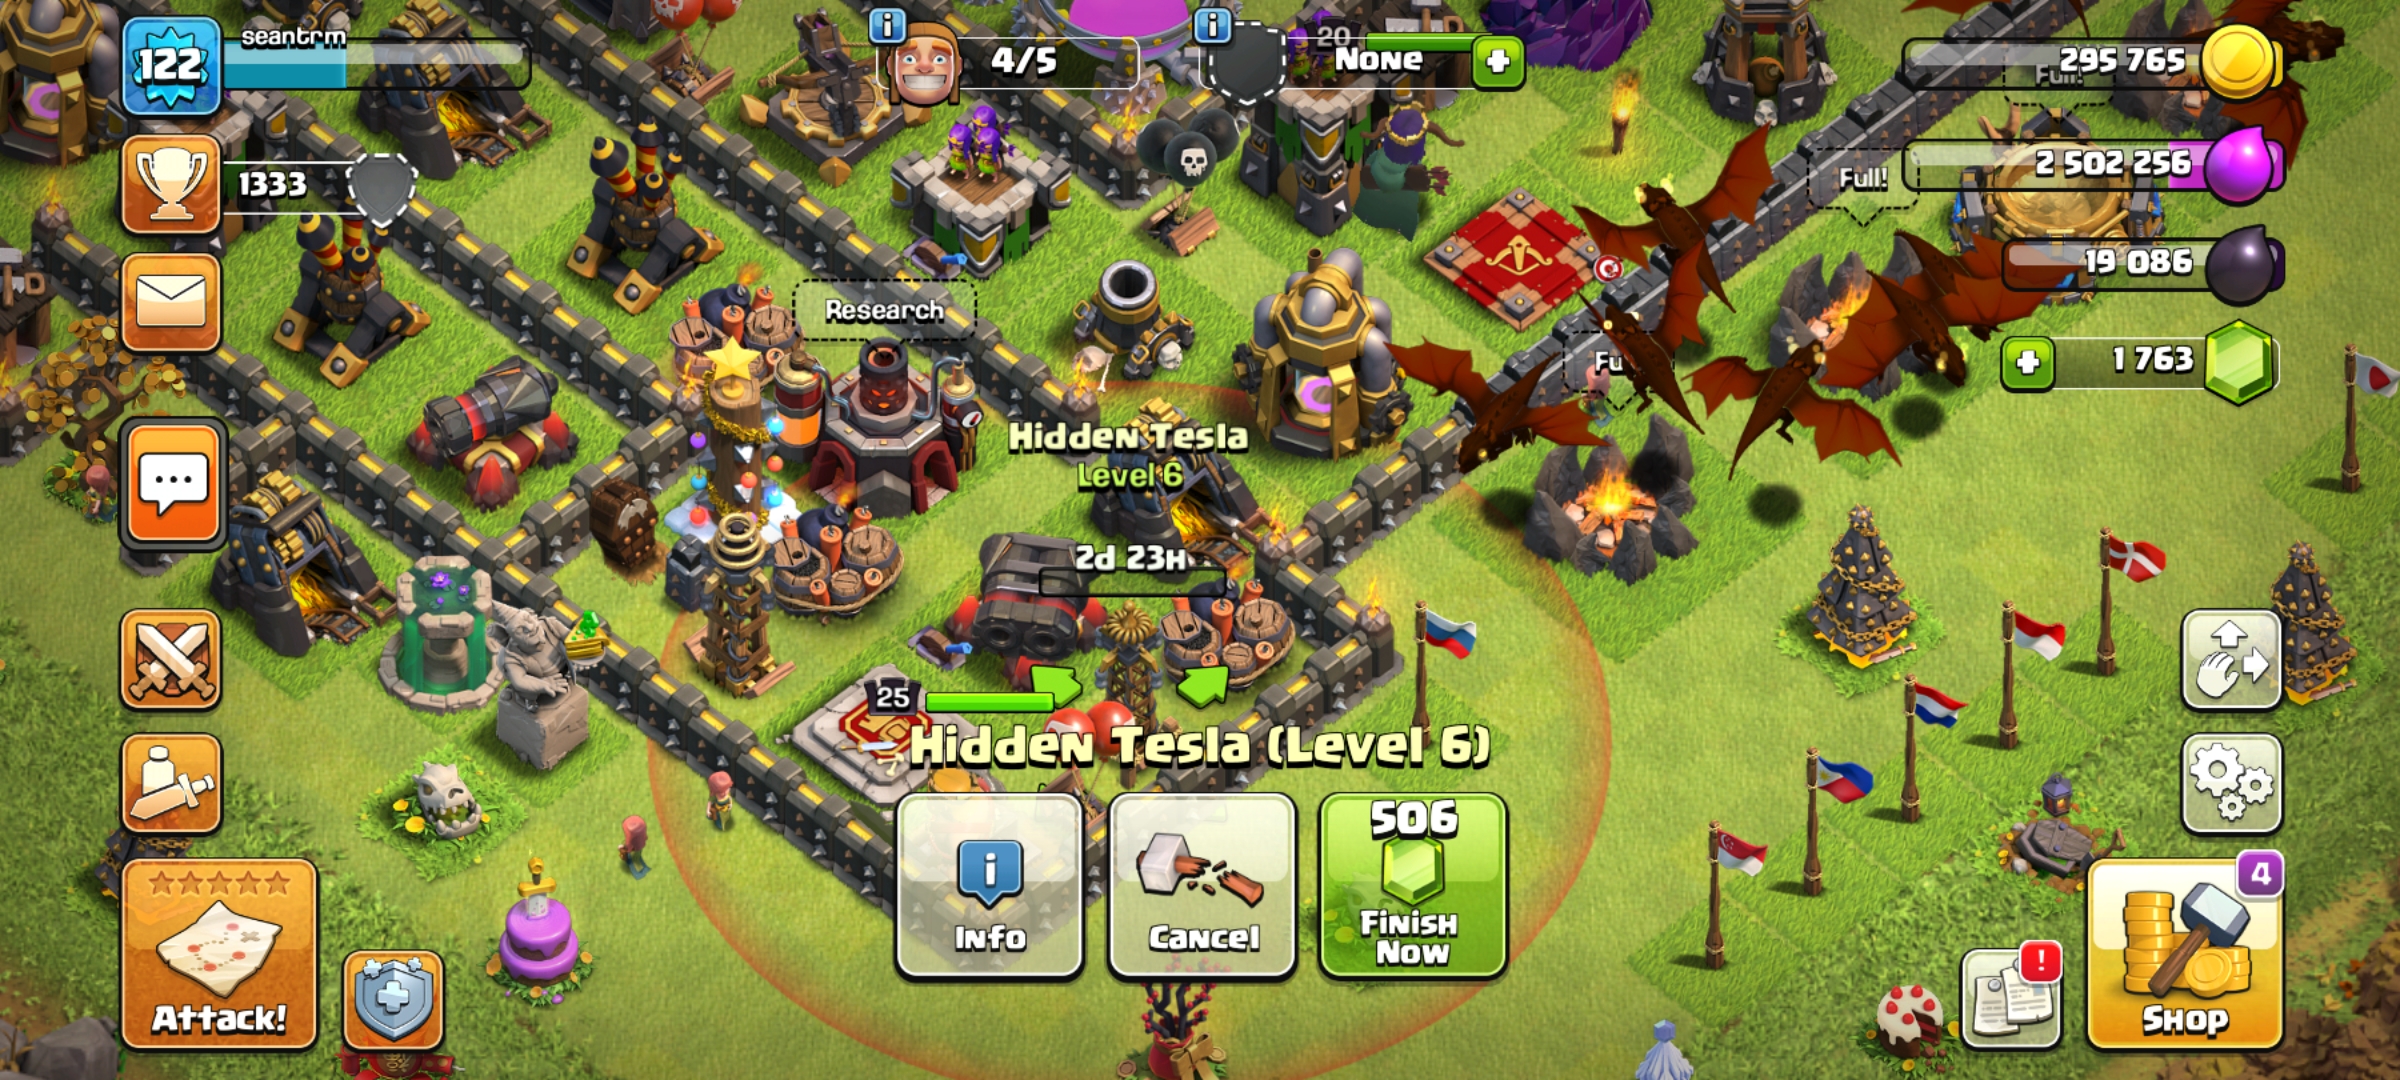 122
seantrm
4/5
20
None
295 765
Full!
1333
2 502 256
Full!
19 086
Research
1 763
Fu
Hidden Tesla
Level 6
2d 23H
25
Hidden Tesla (Level 6)
506
Info
Cancel
Finish
Now
4
!
Attack!
Shop